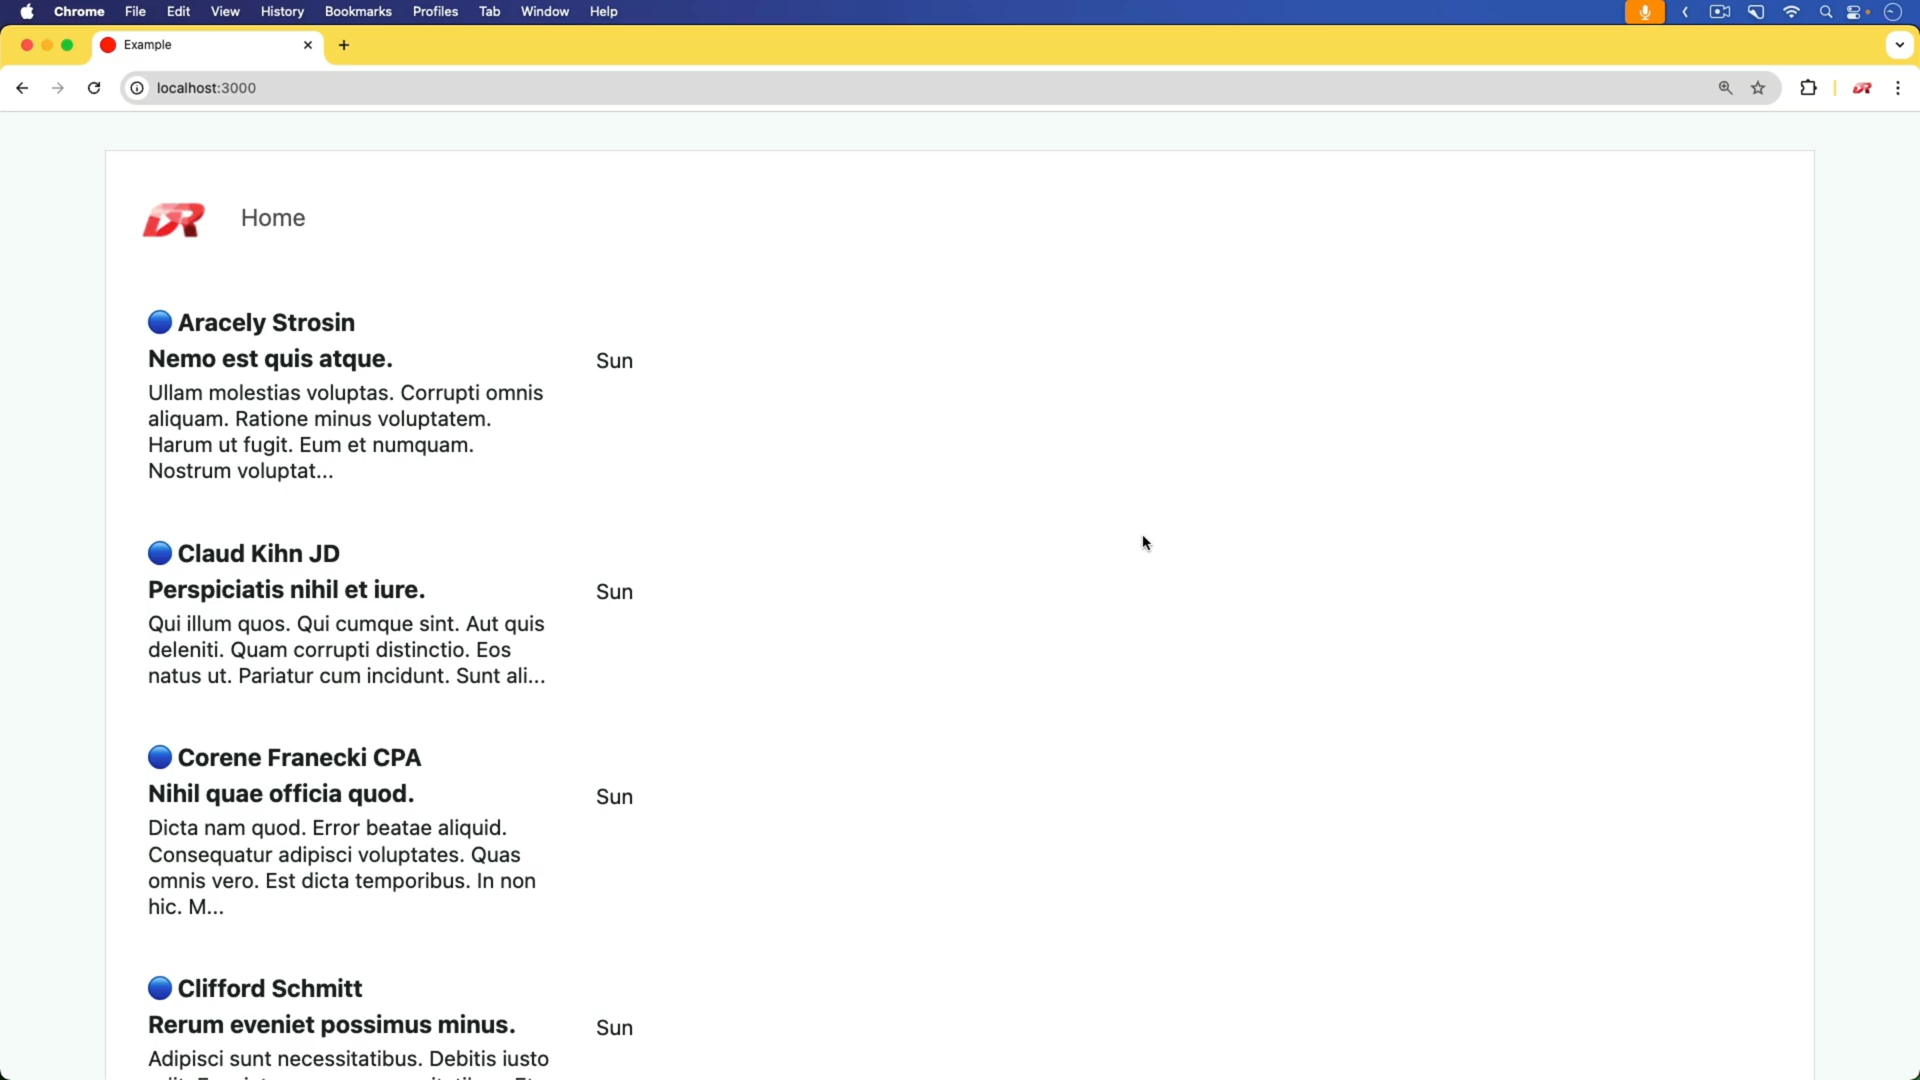 Chrome File Edit View History Bookmarks Profiles Tab Window Help
Example
localhost:3000
DR Home
Aracely Strosin
Nemo est quis atque. Sun
Ullam molestias voluptas. Corrupti omnis
aliquam. Ratione minus voluptatem.
Harum ut fugit. Eum et numquam.
Nostrum voluptat...
Claud Kihn JD
Perspiciatis nihil et iure. Sun
Qui illum quos. Qui cumque sint. Aut quis
deleniti. Quam corrupti distinctio. Eos
natus ut. Pariatur cum incidunt. Sunt ali...
Corene Franecki CPA
Nihil quae officia quod. Sun
Dicta nam quod. Error beatae aliquid.
Consequatur adipisci voluptates. Quas
omnis vero. Est dicta temporibus. In non
hic. M...
Clifford Schmitt
Rerum eveniet possimus minus. Sun
Adipisci sunt necessitatibus. Debitis iusto